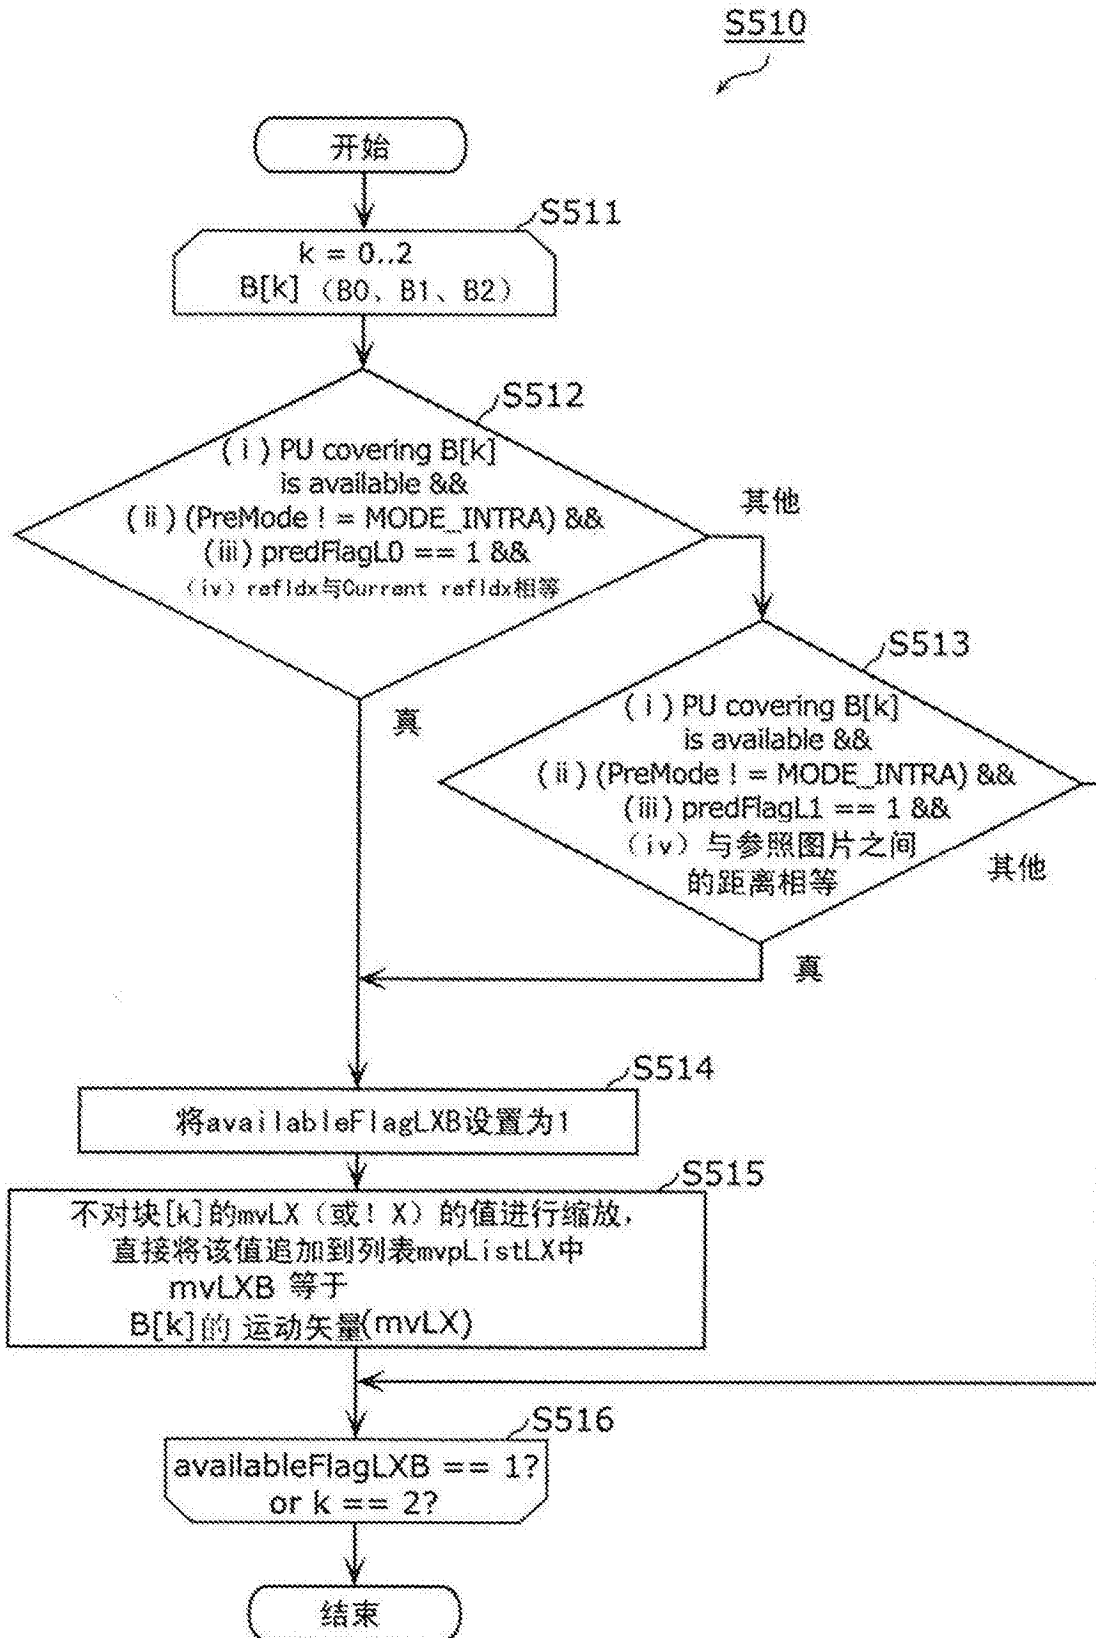 S510
开始
S511
k = 0..2
B[k]（B0、B1、B2）
S512
(ⅰ) PU covering B[k]
is available &&
(ⅱ) (PreMode ! = MODE_INTRA) &&
(ⅲ) predFlagL0 == 1 &&
（iv）refIdx与Current refIdx相等
其他
真
S513
(ⅰ) PU covering B[k]
is available &&
(ⅱ) (PreMode ! = MODE_INTRA) &&
(ⅲ) predFlagL1 == 1 &&
（iv）与参照图片之间
的距离相等
其他
真
S514
将availableFlagLXB设置为1
S515
不对块[k]的mvLX（或！X）的值进行缩放，
直接将该值追加到列表mvpListLX中
mvLXB 等于
B[k]的 运动矢量(mvLX)
S516
availableFlagLXB == 1?
or k == 2?
结束